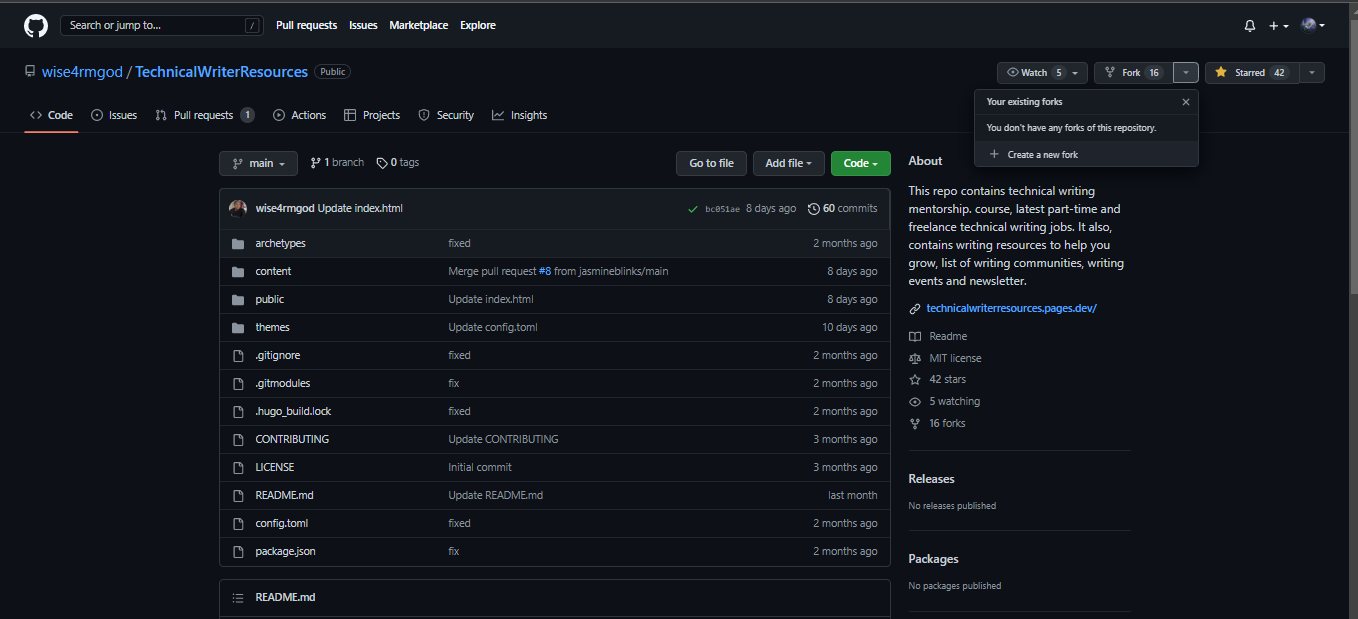 Search or jump to... /
Pull requests Issues Marketplace Explore
wise4rmgod / TechnicalWriterResources Public
Watch 5 Fork 16 Starred 42
Code Issues Pull requests 1 Actions Projects Security Insights
Your existing forks
You don't have any forks of this repository.
Create a new fork
main 1 branch 0 tags
Go to file Add file Code
wise4rmgod Update index.html bc051ae 8 days ago 60 commits
archetypes fixed 2 months ago
content Merge pull request #8 from jasmineblinks/main 8 days ago
public Update index.html 8 days ago
themes Update config.toml 10 days ago
.gitignore fixed 2 months ago
.gitmodules fix 2 months ago
.hugo_build.lock fixed 2 months ago
CONTRIBUTING Update CONTRIBUTING 3 months ago
LICENSE Initial commit 3 months ago
README.md Update README.md last month
config.toml fixed 2 months ago
package.json fix 2 months ago
README.md
About
This repo contains technical writing
mentorship. course, latest part-time and
freelance technical writing jobs. It also,
contains writing resources to help you
grow, list of writing communities, writing
events and newsletter.
technicalwriterresources.pages.dev/
Readme
MIT license
42 stars
5 watching
16 forks
Releases
No releases published
Packages
No packages published